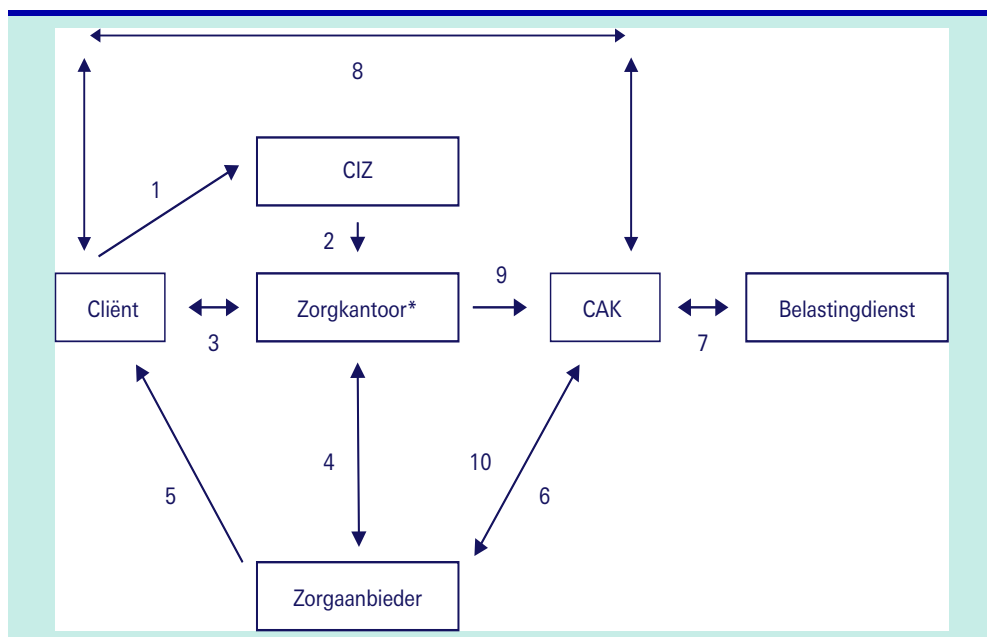 8
CIZ
1
2
9
Cliënt
Zorgkantoor*
CAK
Belastingdienst
3
7
4
10
5
6
Zorgaanbieder